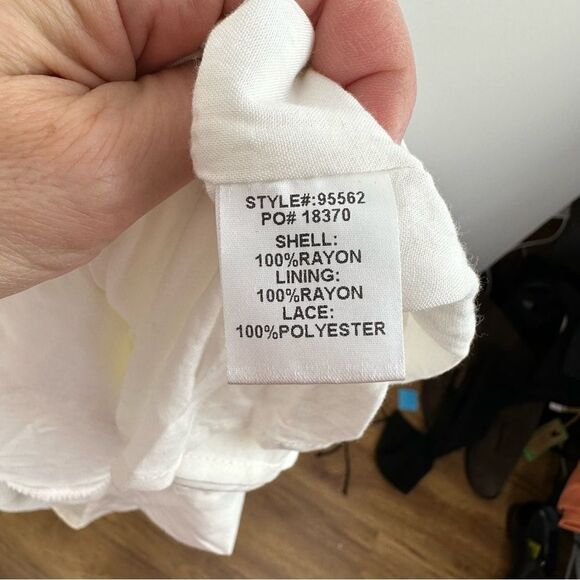 STYLE#:95562
PO# 18370
SHELL:
100%RAYON
LINING:
100%RAYON
LACE:
100%POLYESTER